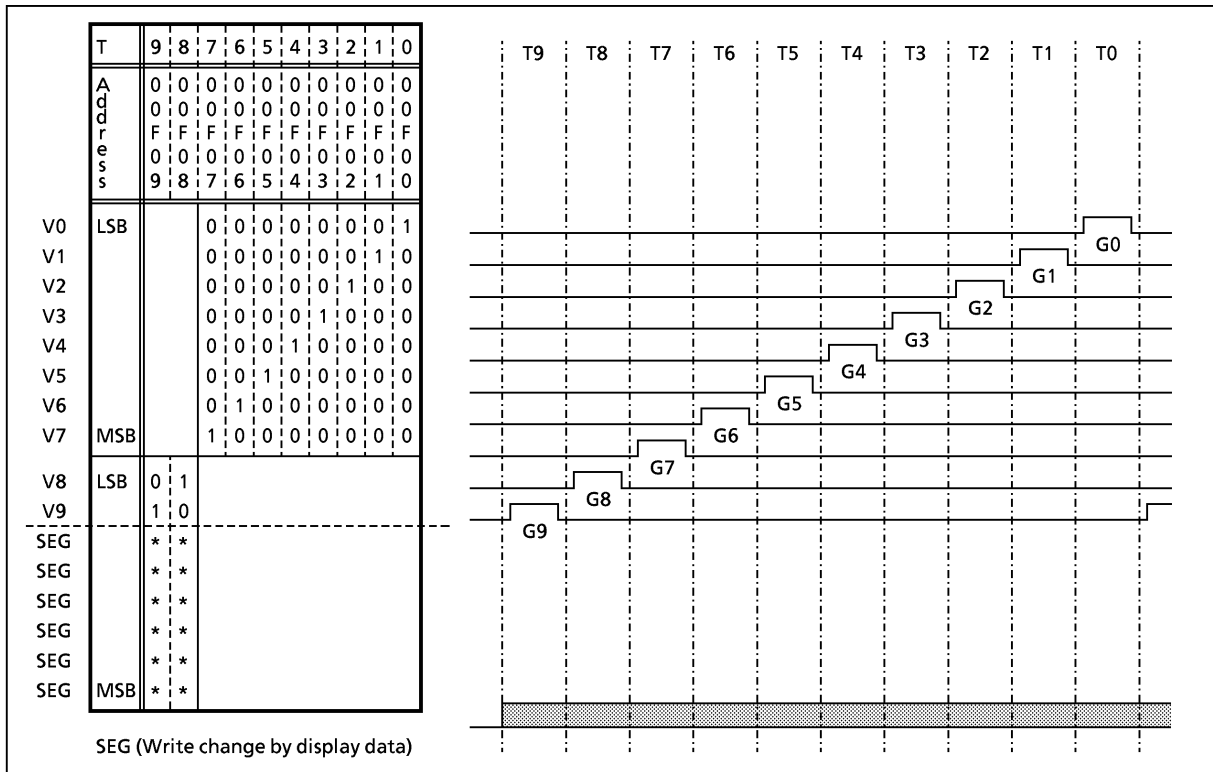 T 9 8 7 6 5 4 3 2 1 0
Address
0 0 0 0 0 0 0 0 0 0
0 0 0 0 0 0 0 0 0 0
F F F F F F F F F F
0 0 0 0 0 0 0 0 0 0
9 8 7 6 5 4 3 2 1 0
V0 LSB 0 0 0 0 0 0 0 1
V1 0 0 0 0 0 0 1 0
V2 0 0 0 0 0 1 0 0
V3 0 0 0 0 1 0 0 0
V4 0 0 0 1 0 0 0 0
V5 0 0 1 0 0 0 0 0
V6 0 1 0 0 0 0 0 0
V7 MSB 1 0 0 0 0 0 0 0
V8 LSB 0 1
V9 1 0
SEG * *
SEG * *
SEG * *
SEG * *
SEG * *
SEG MSB * *
SEG (Write change by display data)
T9 T8 T7 T6 T5 T4 T3 T2 T1 T0
G0
G1
G2
G3
G4
G5
G6
G7
G8
G9